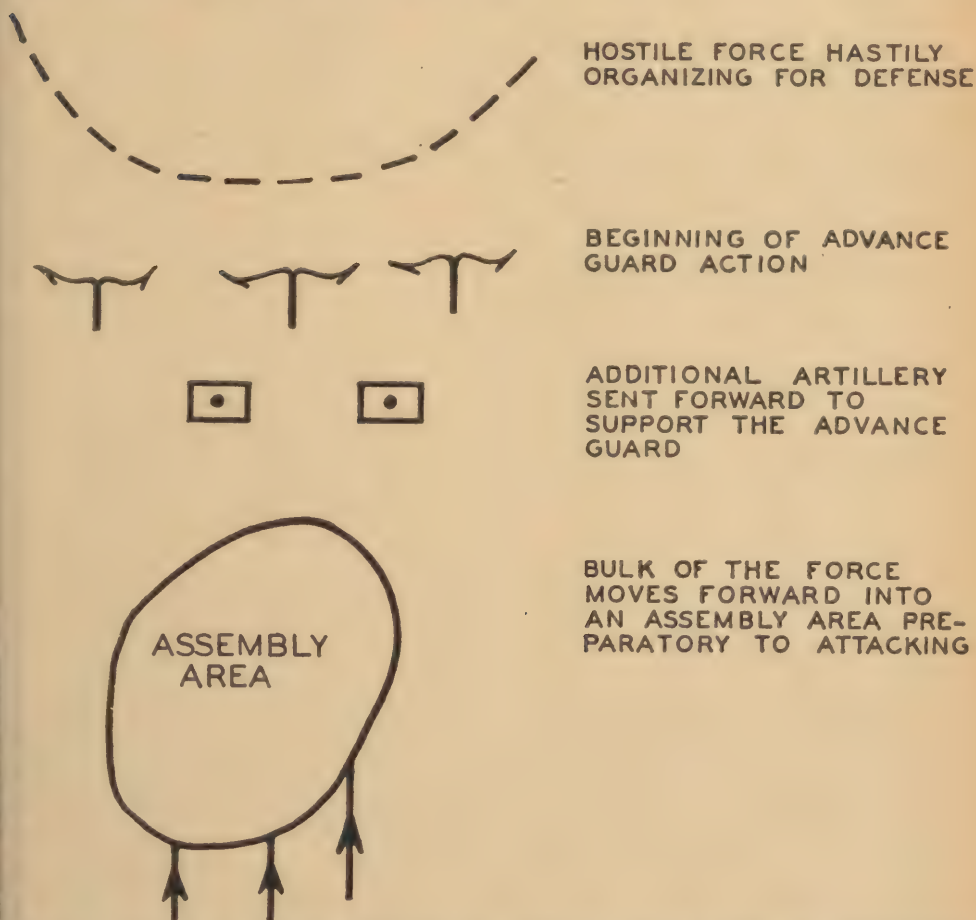 HOSTILE FORCE HASTILY
ORGANIZING FOR DEFENSE
BEGINNING OF ADVANCE
GUARD ACTION
ADDITIONAL ARTILLERY
SENT FORWARD TO
SUPPORT THE ADVANCE
GUARD
BULK OF THE FORCE
MOVES FORWARD INTO
AN ASSEMBLY AREA PRE-
PARATORY TO ATTACKING
ASSEMBLY
AREA